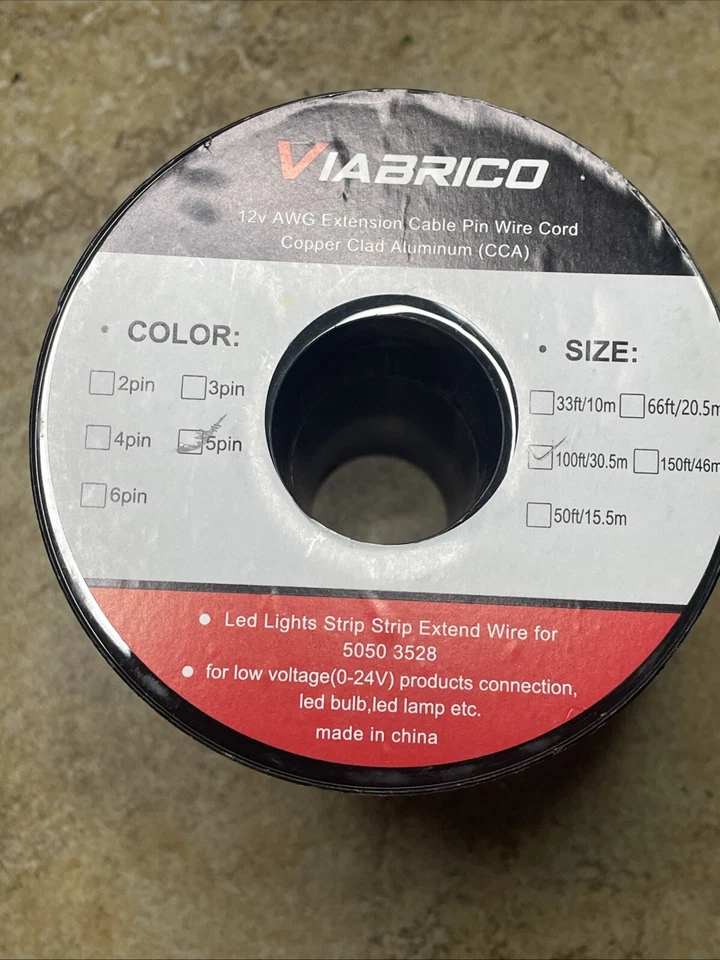 VIABRICO
12v AWG Extension Cable Pin Wire Cord
Copper Clad Aluminum (CCA)
• COLOR:
2pin 3pin
4pin 5pin
6pin
• SIZE:
33ft/10m 66ft/20.5m
100ft/30.5m 150ft/46m
50ft/15.5m
• Led Lights Strip Strip Extend Wire for
5050 3528
• for low voltage(0-24V) products connection,
led bulb,led lamp etc.
made in china